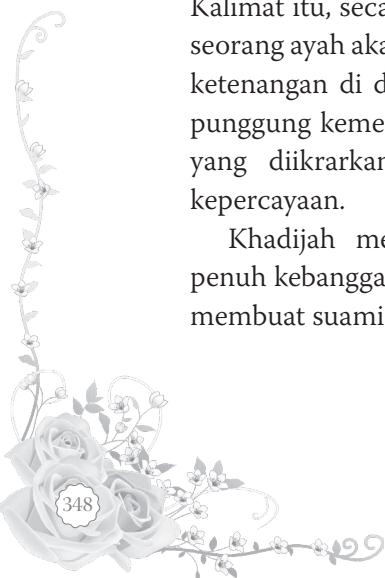 Kalimat itu, seca
seorang ayah aka
ketenangan di d
punggung keme
yang diikrarkan
kepercayaan.
Khadijah me
penuh kebangga
membuat suami
348